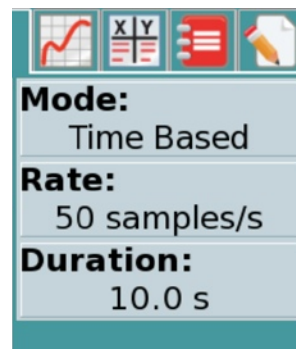 X Y
Mode:
Time Based
Rate:
50 samples/s
Duration:
10.0 s